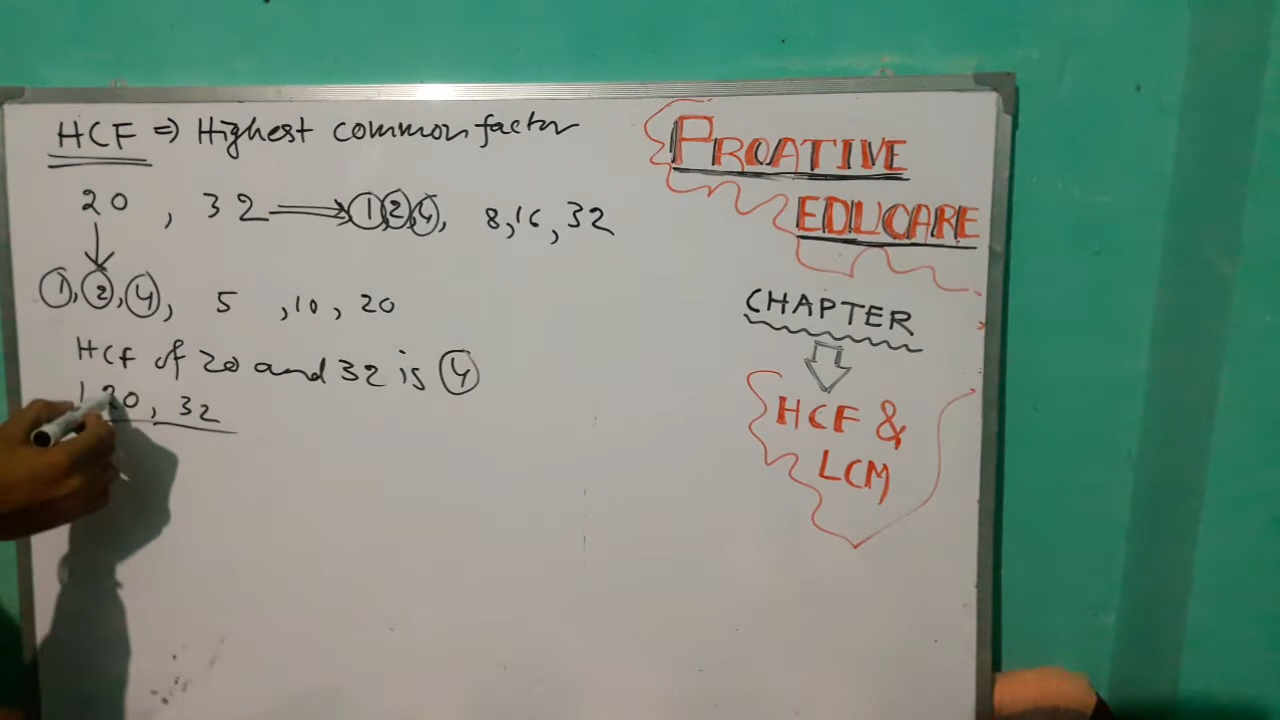 HCF ⇒ Highest common factor
20 , 32 ⟹ 1 2 4, 8, 16, 32
↓
1, 2, 4, 5 , 10, 20
HCF of 20 and 32 is 4
20, 32
PROATIVE
EDUCARE
CHAPTER
HCF &
LCM